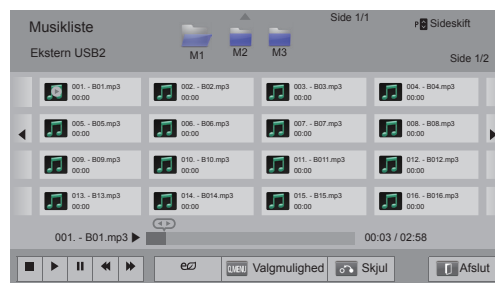 Musikliste
Side 1/1
P Sideskift
Ekstern USB2
M1 M2 M3
Side 1/2
001. - B01.mp3 002. - B02.mp3 003. - B03.mp3 004. - B04.mp3
00:00 00:00 00:00 00:00
005. - B05.mp3 006. - B06.mp3 007. - B07.mp3 008. - B08.mp3
00:00 00:00 00:00 00:00
009. - B09.mp3 010. - B10.mp3 011. - B011.mp3 012. - B012.mp3
00:00 00:00 00:00 00:00
013. - B13.mp3 014. - B014.mp3 015. - B15.mp3 016. - B016.mp3
00:00 00:00 00:00 00:00
001. - B01.mp3 00:03 / 02:58
Q.MENU Valgmulighed Skjul Afslut